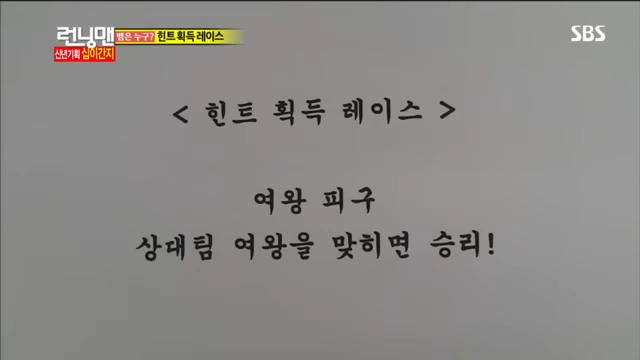 런닝맨
신년기획 십이간지
뱀은 누구? 힌트 획득 레이스
SBS
< 힌트 획득 레이스 >
여왕 피구
상대팀 여왕을 맞히면 승리!